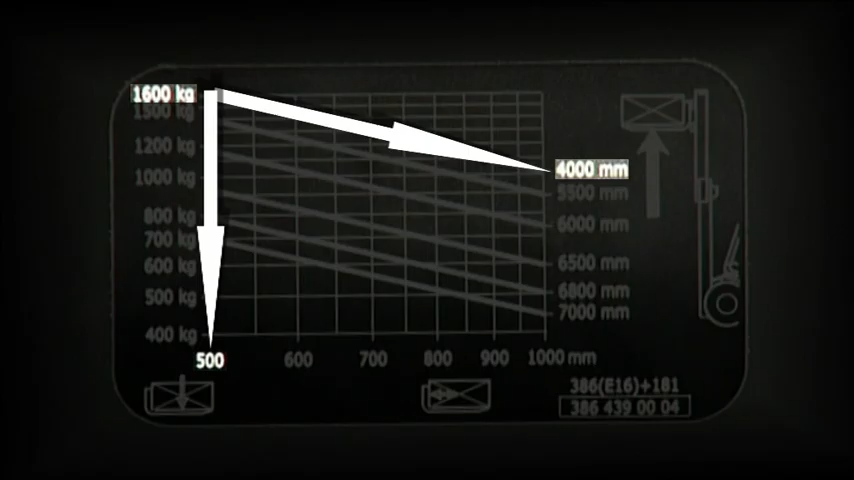 1600 kg
1500 kg
1200 kg
1000 kg
800 kg
700 kg
600 kg
500 kg
400 kg
4000 mm
5500 mm
6000 mm
6500 mm
6800 mm
7000 mm
500 600 700 800 900 1000 mm
386(E16)+181
386 439 00 04